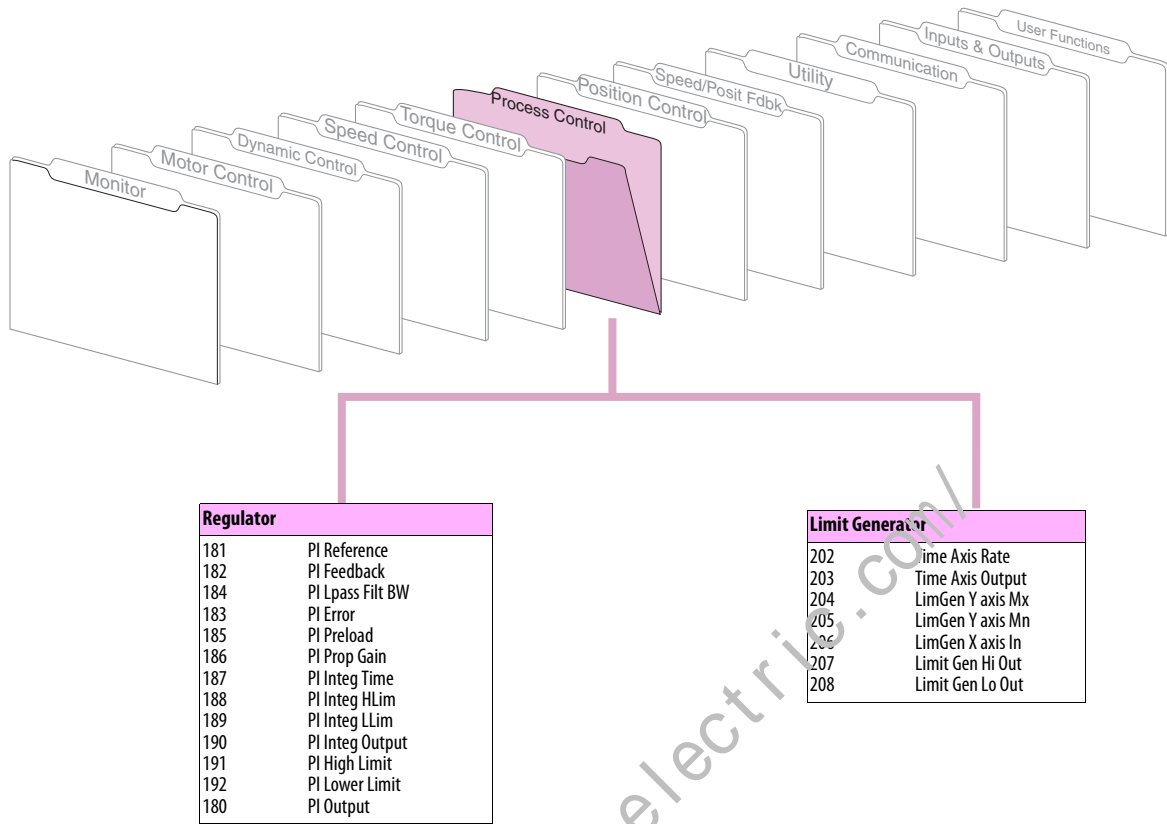 User Functions
Inputs & Outputs
Communication
Utility
Speed/Posit Fdbk
Position Control
Process Control
Torque Control
Speed Control
Dynamic Control
Motor Control
Monitor
Regulator
181 PI Reference
182 PI Feedback
184 PI Lpass Filt BW
183 PI Error
185 PI Preload
186 PI Prop Gain
187 PI Integ Time
188 PI Integ HLim
189 PI Integ LLim
190 PI Integ Output
191 PI High Limit
192 PI Lower Limit
180 PI Output
Limit Generator
202 Time Axis Rate
203 Time Axis Output
204 LimGen Y axis Mx
205 LimGen Y axis Mn
206 LimGen X axis In
207 Limit Gen Hi Out
208 Limit Gen Lo Out
electric.com/